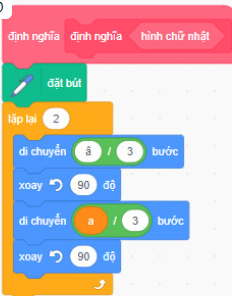 định nghĩa định nghĩa hình chữ nhật
đặt bút
lặp lại 2
di chuyển â / 3 bước
xoay 90 độ
di chuyển a / 3 bước
xoay 90 độ